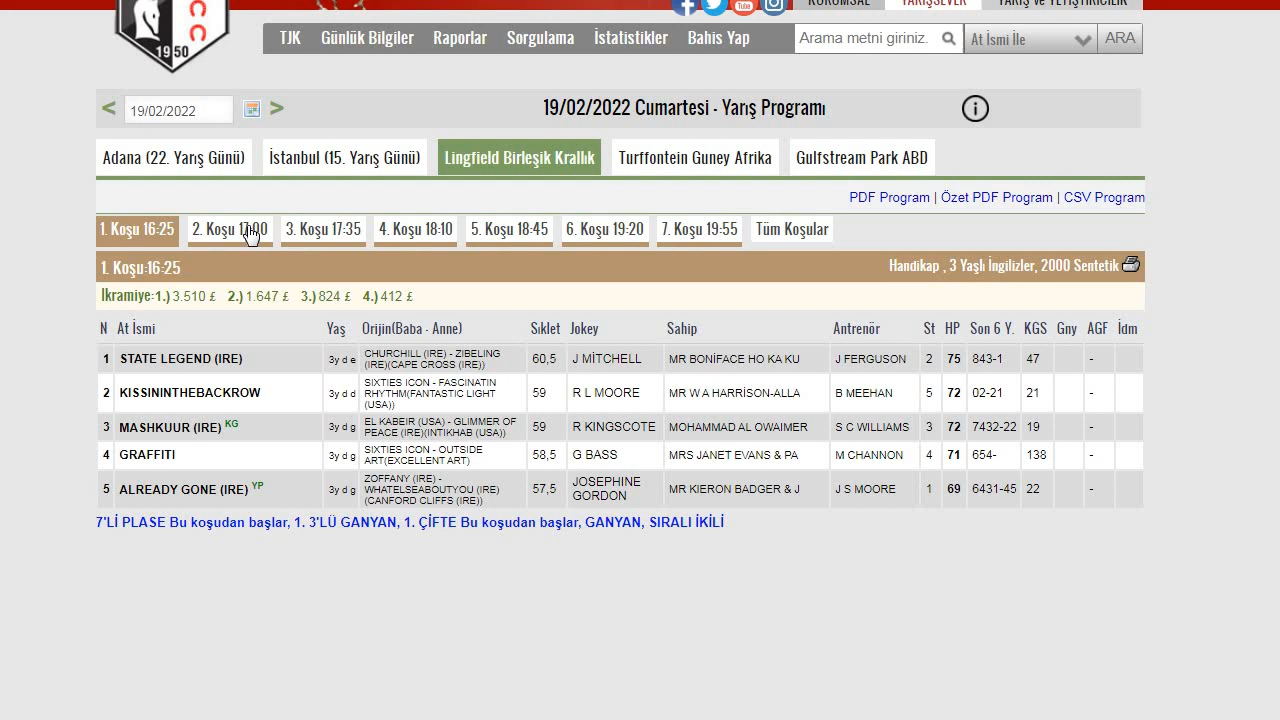 KURUMSAL YARIŞSEVER YARIŞ ve YETİŞTİRİCİLİK
C C
1950
TJK Günlük Bilgiler Raporlar Sorgulama İstatistikler Bahis Yap Arama metni giriniz. At İsmi İle ARA
< 19/02/2022 > 19/02/2022 Cumartesi - Yarış Programı i
Adana (22. Yarış Günü) İstanbul (15. Yarış Günü) Lingfield Birleşik Krallık Turffontein Guney Afrika Gulfstream Park ABD
PDF Program | Özet PDF Program | CSV Program
1. Koşu 16:25 2. Koşu 17:00 3. Koşu 17:35 4. Koşu 18:10 5. Koşu 18:45 6. Koşu 19:20 7. Koşu 19:55 Tüm Koşular
1. Koşu:16:25 Handikap , 3 Yaşlı İngilizler, 2000 Sentetik
İkramiye:1.) 3.510 £ 2.) 1.647 £ 3.) 824 £ 4.) 412 £
N At İsmi Yaş Orijin(Baba - Anne) Sıklet Jokey Sahip Antrenör St HP Son 6 Y. KGS Gny AGF İdm
1 STATE LEGEND (IRE) 3y d e CHURCHILL (IRE) - ZIBELING (IRE)(CAPE CROSS (IRE)) 60,5 J MİTCHELL MR BONİFACE HO KA KU J FERGUSON 2 75 843-1 47 -
2 KISSININTHEBACKROW 3y d d SIXTIES ICON - FASCINATIN RHYTHM(FANTASTIC LIGHT (USA)) 59 R L MOORE MR W A HARRİSON-ALLA B MEEHAN 5 72 02-21 21 -
3 MASHKUUR (IRE) KG 3y d g EL KABEIR (USA) - GLIMMER OF PEACE (IRE)(INTIKHAB (USA)) 59 R KINGSCOTE MOHAMMAD AL OWAIMER S C WILLIAMS 3 72 7432-22 19 -
4 GRAFFITI 3y d g SIXTIES ICON - OUTSIDE ART(EXCELLENT ART) 58,5 G BASS MRS JANET EVANS & PA M CHANNON 4 71 654- 138 -
5 ALREADY GONE (IRE) YP 3y d g ZOFFANY (IRE) - WHATELSEABOUTYOU (IRE)(CANFORD CLIFFS (IRE)) 57,5 JOSEPHINE GORDON MR KIERON BADGER & J J S MOORE 1 69 6431-45 22 -
7'Lİ PLASE Bu koşudan başlar, 1. 3'LÜ GANYAN, 1. ÇİFTE Bu koşudan başlar, GANYAN, SIRALI İKİLİ